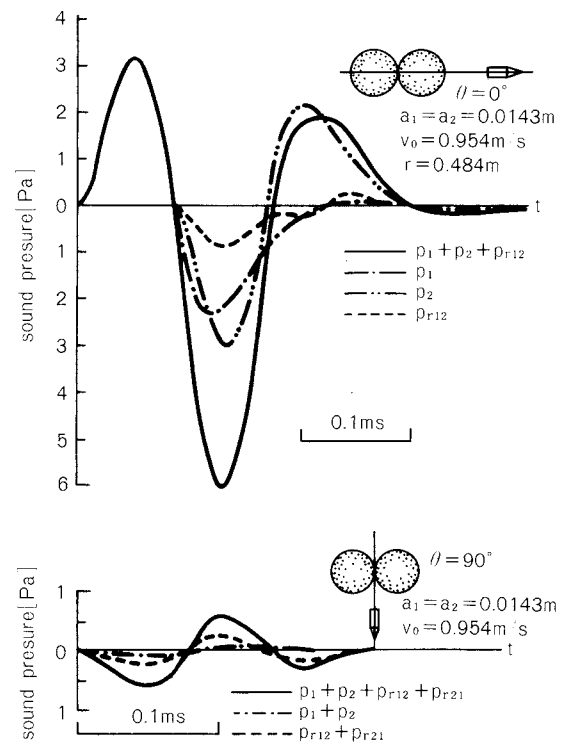 4
3
2
1
0
1
2
3
4
5
6
sound presure[Pa]
t
θ=0°
a₁=a₂=0.0143m
v₀=0.954m/s
r=0.484m
p₁+p₂+pᵣ₁₂
p₁
p₂
pᵣ₁₂
0.1ms
1
0
1
sound presure[Pa]
t
θ=90°
a₁=a₂=0.0143m
v₀=0.954m/s
p₁+p₂+pᵣ₁₂+pᵣ₂₁
p₁+p₂
pᵣ₁₂+pᵣ₂₁
0.1ms